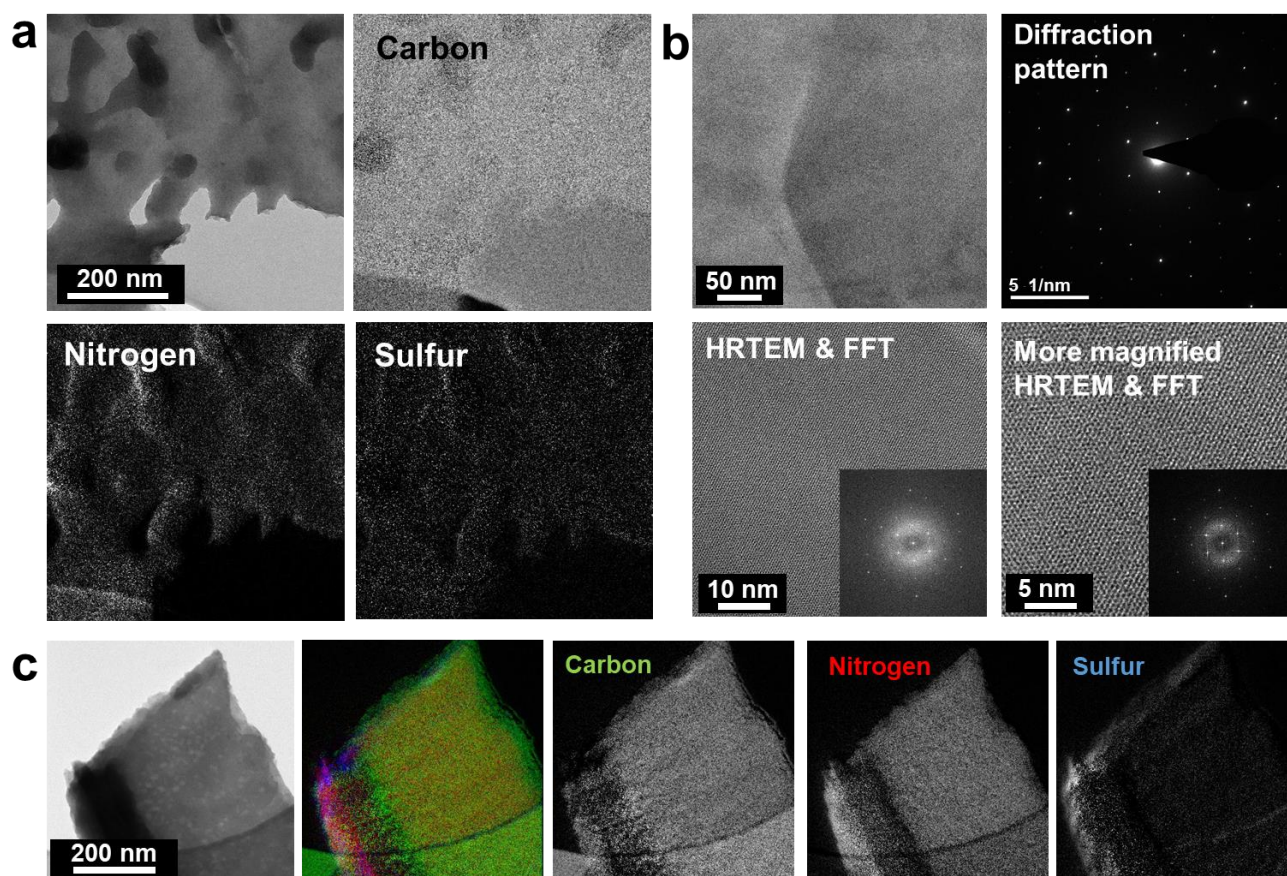 a
Carbon
200 nm
Nitrogen
Sulfur
b
50 nm
Diffraction
pattern
5 1/nm
HRTEM & FFT
10 nm
More magnified
HRTEM & FFT
5 nm
c
200 nm
Carbon
Nitrogen
Sulfur